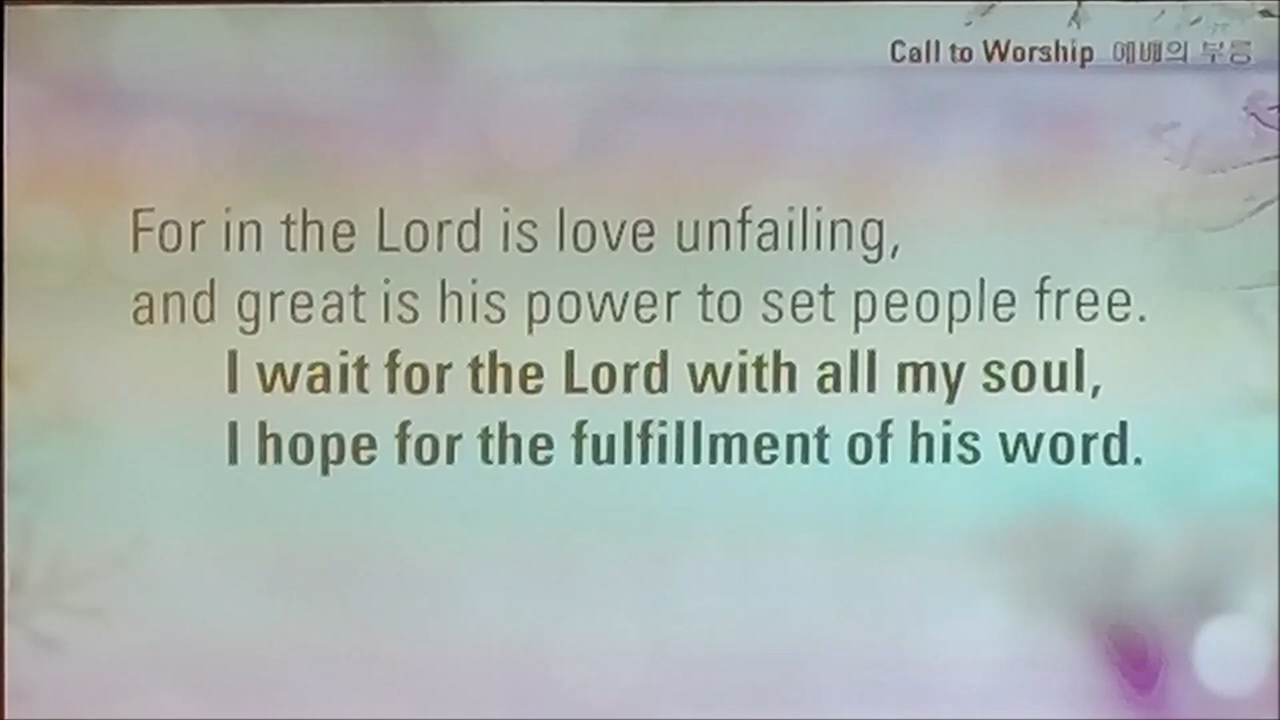 Call to Worship 예배의 부름
For in the Lord is love unfailing,
and great is his power to set people free.
I wait for the Lord with all my soul,
I hope for the fulfillment of his word.